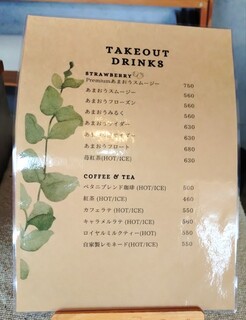 TAKEOUT
DRINKS
STRAWBERRY
Premiumあまおうスムージー 750
あまおうスムージー 560
あまおうフローズン 560
あまおうみるく 560
あまおうサイダー 630
630
あまおうフロート 680
苺紅茶(HOT/ICE) 630
COFFEE & TEA
ベタニブレンド珈琲 (HOT/ICE) 500
紅茶 (HOT/ICE) 460
カフェラテ (HOT/ICE) 550
キャラメルラテ (HOT/ICE) 550
ロイヤルミルクティー(HOT) 550
自家製レモネード(HOT/ICE) 550